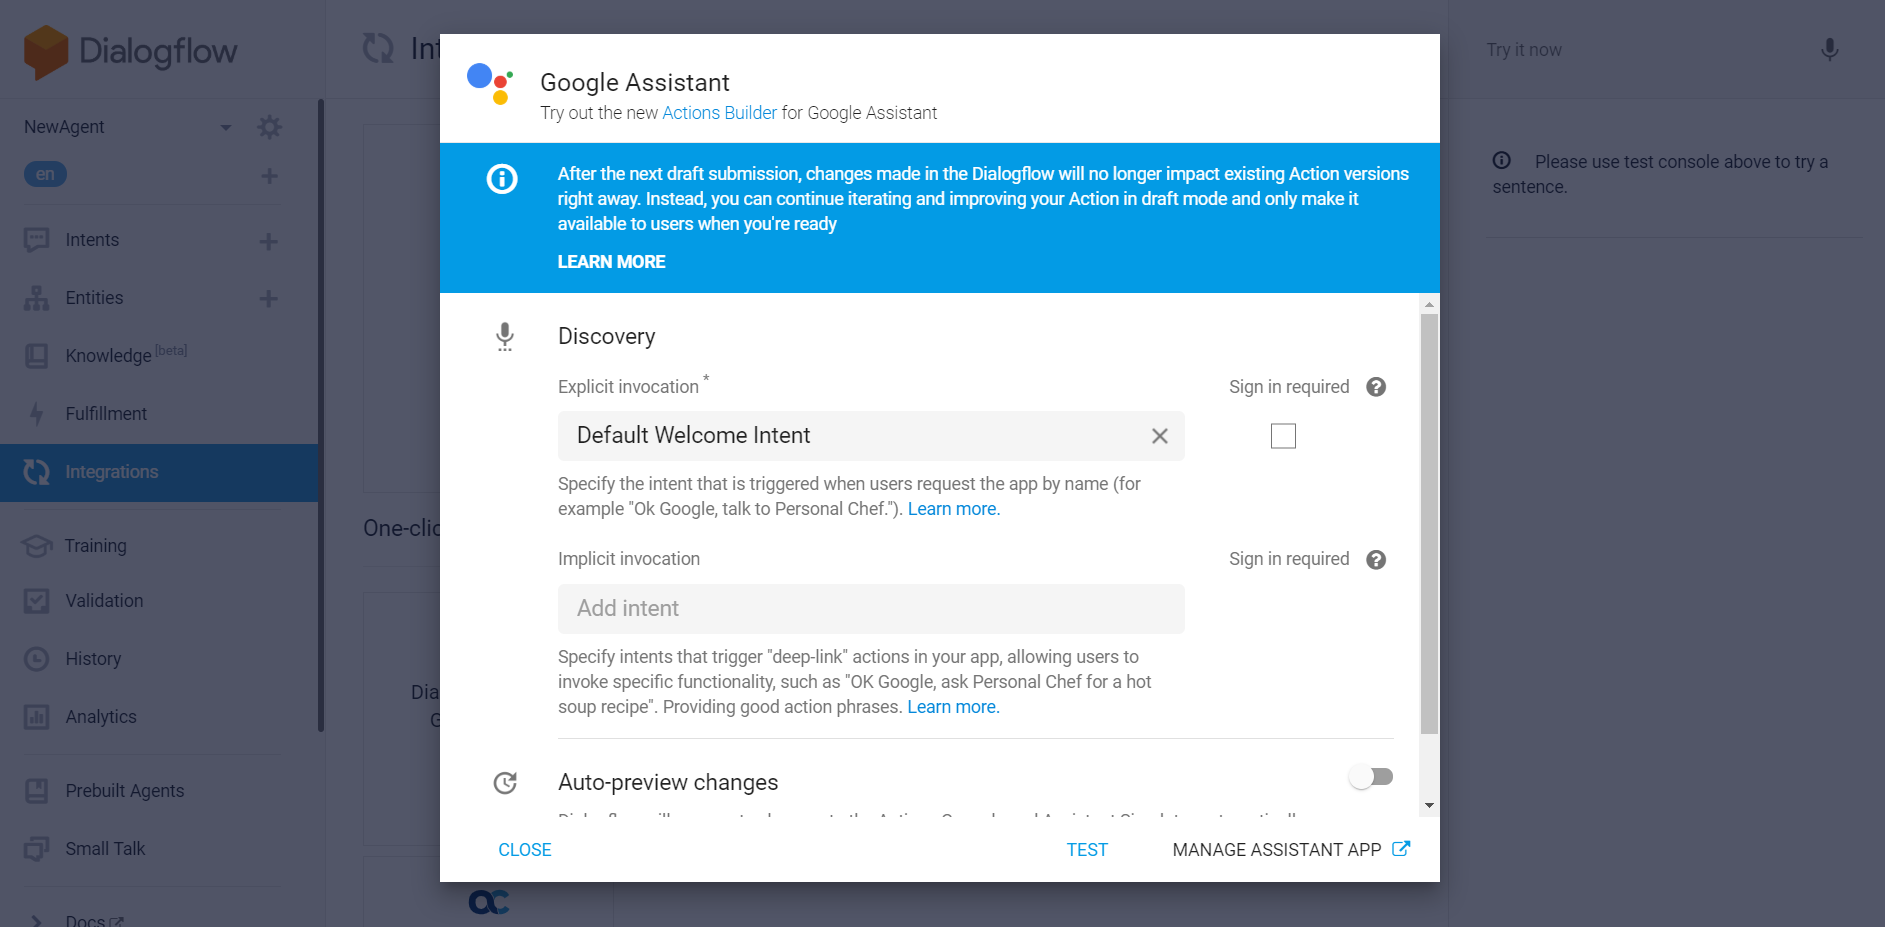 Dialogflow
NewAgent
en
Intents
Entities
Knowledge [beta]
Fulfillment
Integrations
Training
Validation
History
Analytics
Prebuilt Agents
Small Talk
Docs
Google Assistant
Try out the new Actions Builder for Google Assistant
After the next draft submission, changes made in the Dialogflow will no longer impact existing Action versions
right away. Instead, you can continue iterating and improving your Action in draft mode and only make it
available to users when you're ready
LEARN MORE
Discovery
Explicit invocation *
Sign in required
Default Welcome Intent
Specify the intent that is triggered when users request the app by name (for
example "Ok Google, talk to Personal Chef."). Learn more.
Implicit invocation
Sign in required
Add intent
Specify intents that trigger "deep-link" actions in your app, allowing users to
invoke specific functionality, such as "OK Google, ask Personal Chef for a hot
soup recipe". Providing good action phrases. Learn more.
Auto-preview changes
CLOSE
TEST
MANAGE ASSISTANT APP
Try it now
Please use test console above to try a
sentence.